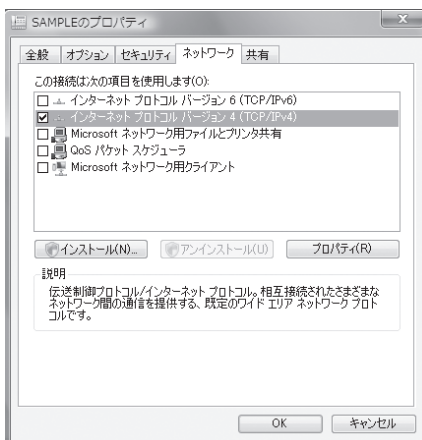 SAMPLEのプロパティ
全般 オプション セキュリティ ネットワーク 共有
この接続は次の項目を使用します(O):
インターネット プロトコル バージョン 6 (TCP/IPv6)
インターネット プロトコル バージョン 4 (TCP/IPv4)
Microsoft ネットワーク用ファイルとプリンタ共有
QoS パケット スケジューラ
Microsoft ネットワーク用クライアント
インストール(N)... アンインストール(U) プロパティ(R)
説明
伝送制御プロトコル/インターネット プロトコル。相互接続されたさまざまな
ネットワーク間の通信を提供する、既定のワイド エリア ネットワーク プロト
コルです。
OK キャンセル